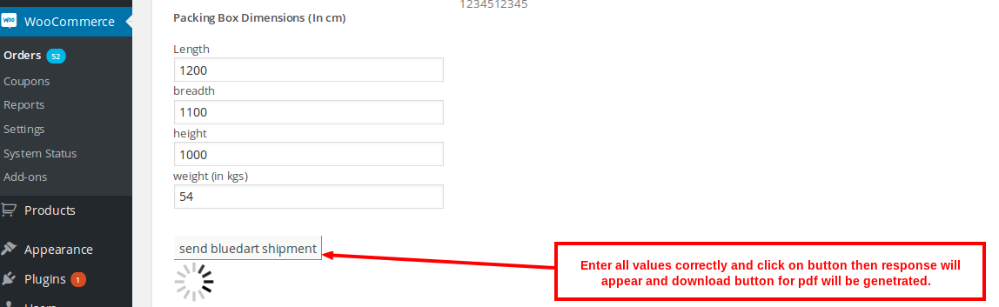 1234512345
WooCommerce
Packing Box Dimensions (In cm)
Orders 52
Length
1200
Coupons
breadth
Reports
1100
Settings
height
System Status
1000
Add-ons
weight (in kgs)
54
Products
Appearance
send bluedart shipment
Enter all values correctly and click on button then response will
appear and download button for pdf will be genetrated.
Plugins 1